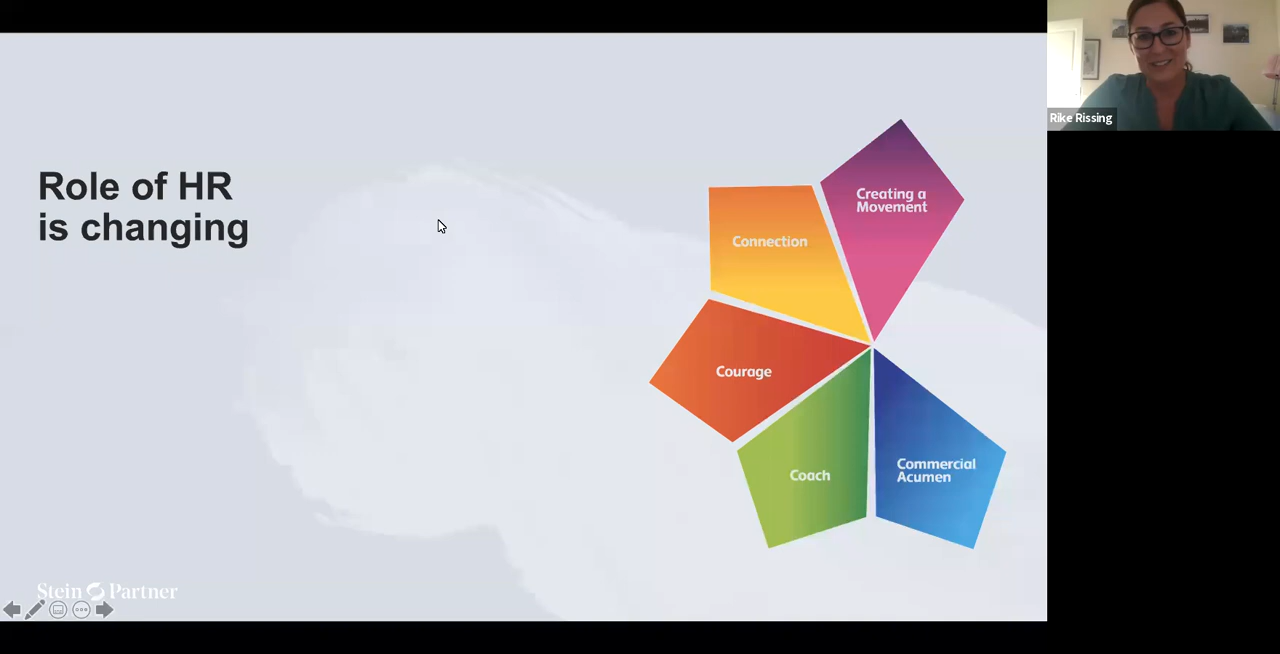 Role of HR
is changing
Creating a
Movement
Connection
Courage
Coach
Commercial
Acumen
Stein Partner
Rike Rissing